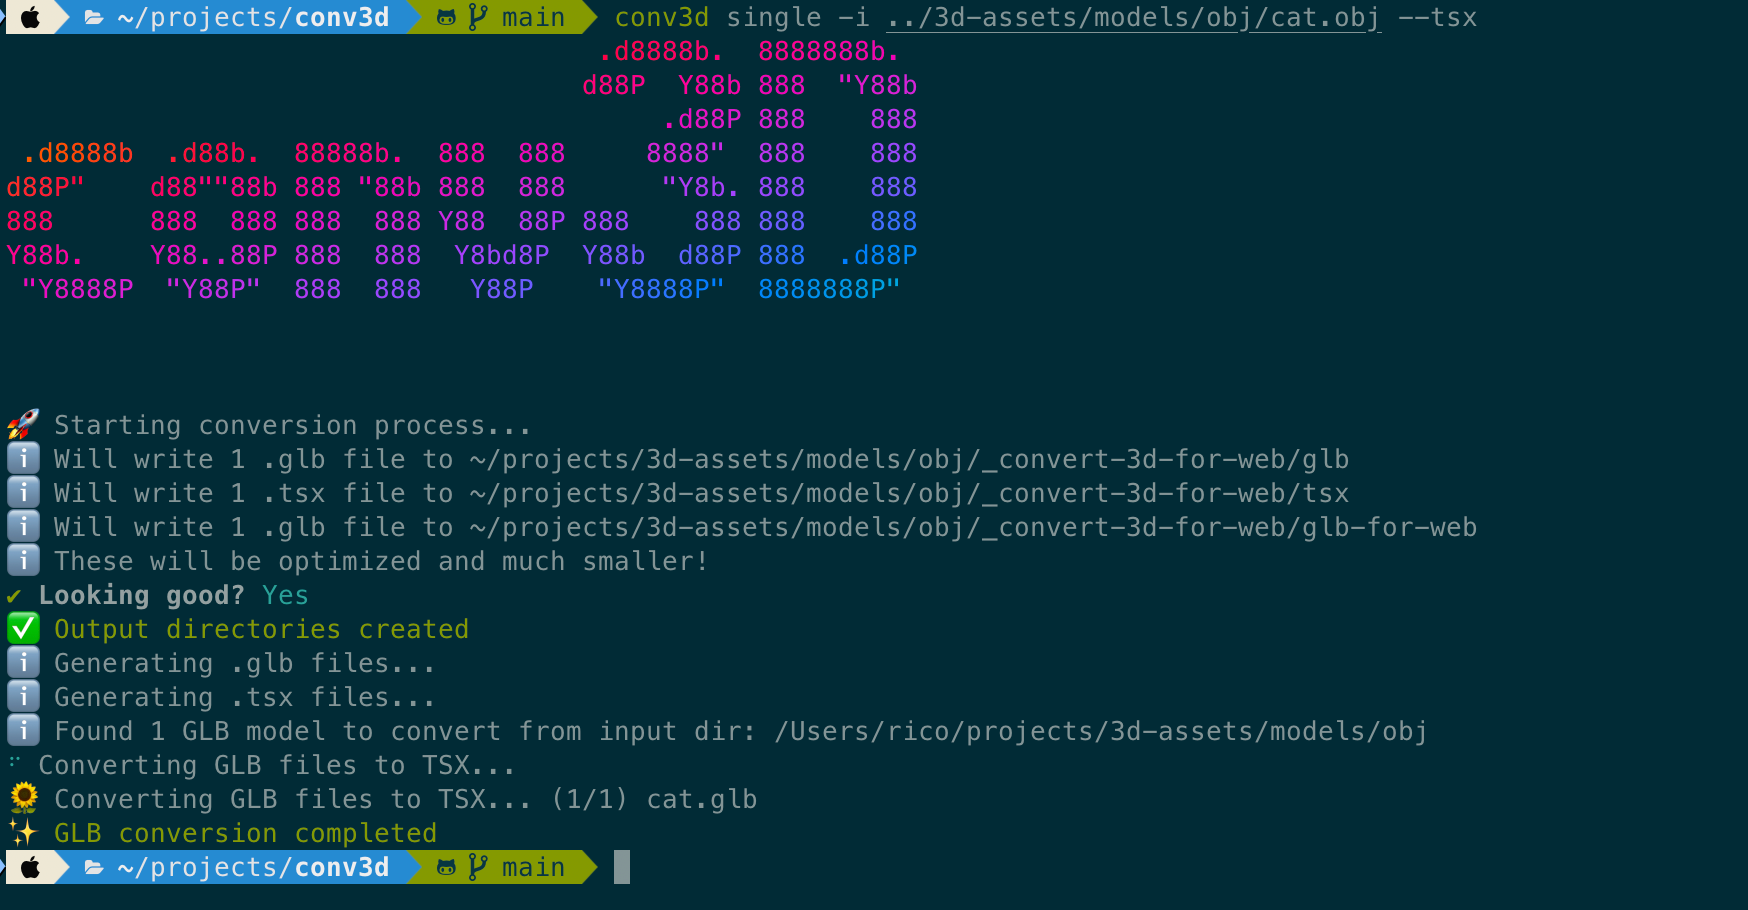 ~/projects/conv3d main conv3d single -i ../3d-assets/models/obj/cat.obj --tsx
                                     .d8888b.  8888888b.
                                    d88P  Y88b 888  "Y88b
                                         .d88P 888    888
 .d8888b  .d88b.  88888b.  888  888     8888"  888    888
d88P"    d88""88b 888 "88b 888  888      "Y8b. 888    888
888      888  888 888  888 Y88  88P 888    888 888    888
Y88b.    Y88..88P 888  888  Y8bd8P  Y88b  d88P 888  .d88P
 "Y8888P  "Y88P"  888  888   Y88P    "Y8888P"  8888888P"
🚀 Starting conversion process...
ℹ️ Will write 1 .glb file to ~/projects/3d-assets/models/obj/_convert-3d-for-web/glb
ℹ️ Will write 1 .tsx file to ~/projects/3d-assets/models/obj/_convert-3d-for-web/tsx
ℹ️ Will write 1 .glb file to ~/projects/3d-assets/models/obj/_convert-3d-for-web/glb-for-web
ℹ️ These will be optimized and much smaller!
✔ Looking good? Yes
✅ Output directories created
ℹ️ Generating .glb files...
ℹ️ Generating .tsx files...
ℹ️ Found 1 GLB model to convert from input dir: /Users/rico/projects/3d-assets/models/obj
⠋ Converting GLB files to TSX...
🌻 Converting GLB files to TSX... (1/1) cat.glb
✨ GLB conversion completed
~/projects/conv3d main